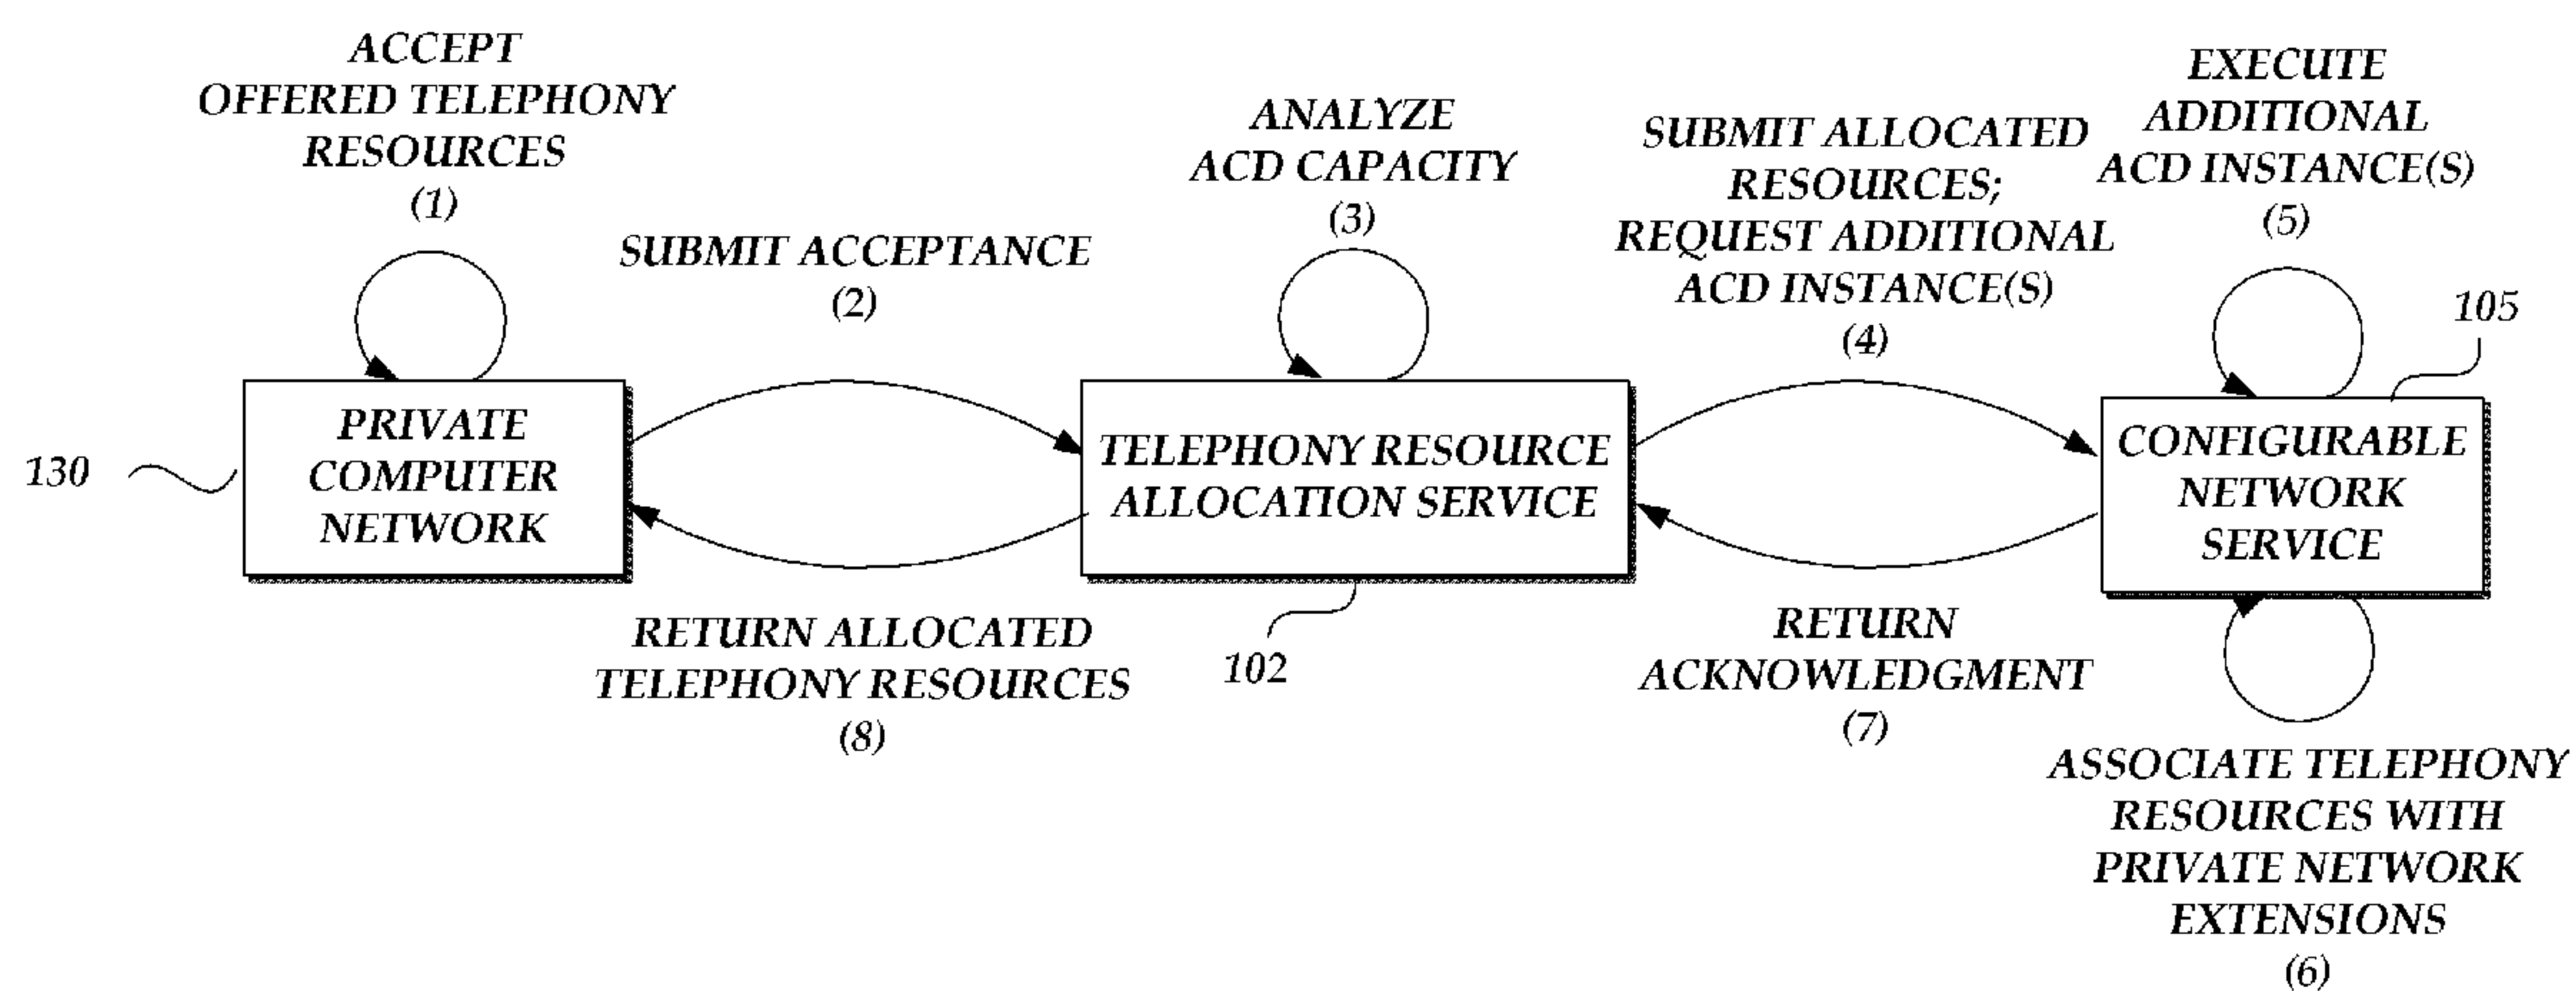 ACCEPT
OFFERED TELEPHONY
RESOURCES
(1)
SUBMIT ACCEPTANCE
(2)
ANALYZE
ACD CAPACITY
(3)
SUBMIT ALLOCATED
RESOURCES;
REQUEST ADDITIONAL
ACD INSTANCE(S)
(4)
EXECUTE
ADDITIONAL
ACD INSTANCE(S)
(5)
105
130
PRIVATE
COMPUTER
NETWORK
TELEPHONY RESOURCE
ALLOCATION SERVICE
CONFIGURABLE
NETWORK
SERVICE
RETURN ALLOCATED
TELEPHONY RESOURCES
(8)
102
RETURN
ACKNOWLEDGMENT
(7)
ASSOCIATE TELEPHONY
RESOURCES WITH
PRIVATE NETWORK
EXTENSIONS
(6)